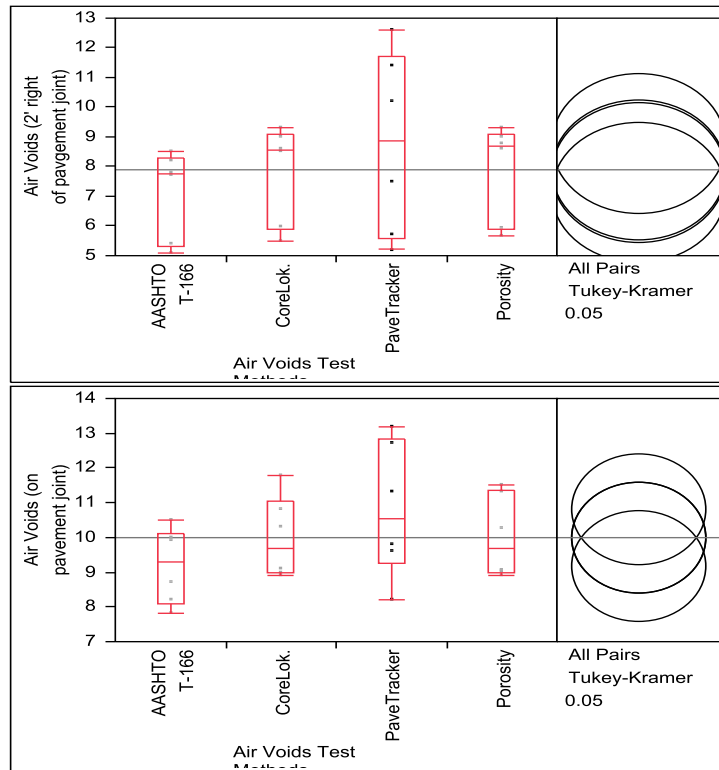 13
12
11
10
9
8
7
6
5
Air Voids (2' right
of pavgement joint)
AASHTO
T-166
CoreLok.
PaveTracker
Porosity
All Pairs
Tukey-Kramer
0.05
Air Voids Test
Methods
14
13
12
11
10
9
8
7
Air Voids (on
pavement joint)
AASHTO
T-166
CoreLok.
PaveTracker
Porosity
All Pairs
Tukey-Kramer
0.05
Air Voids Test
Methods